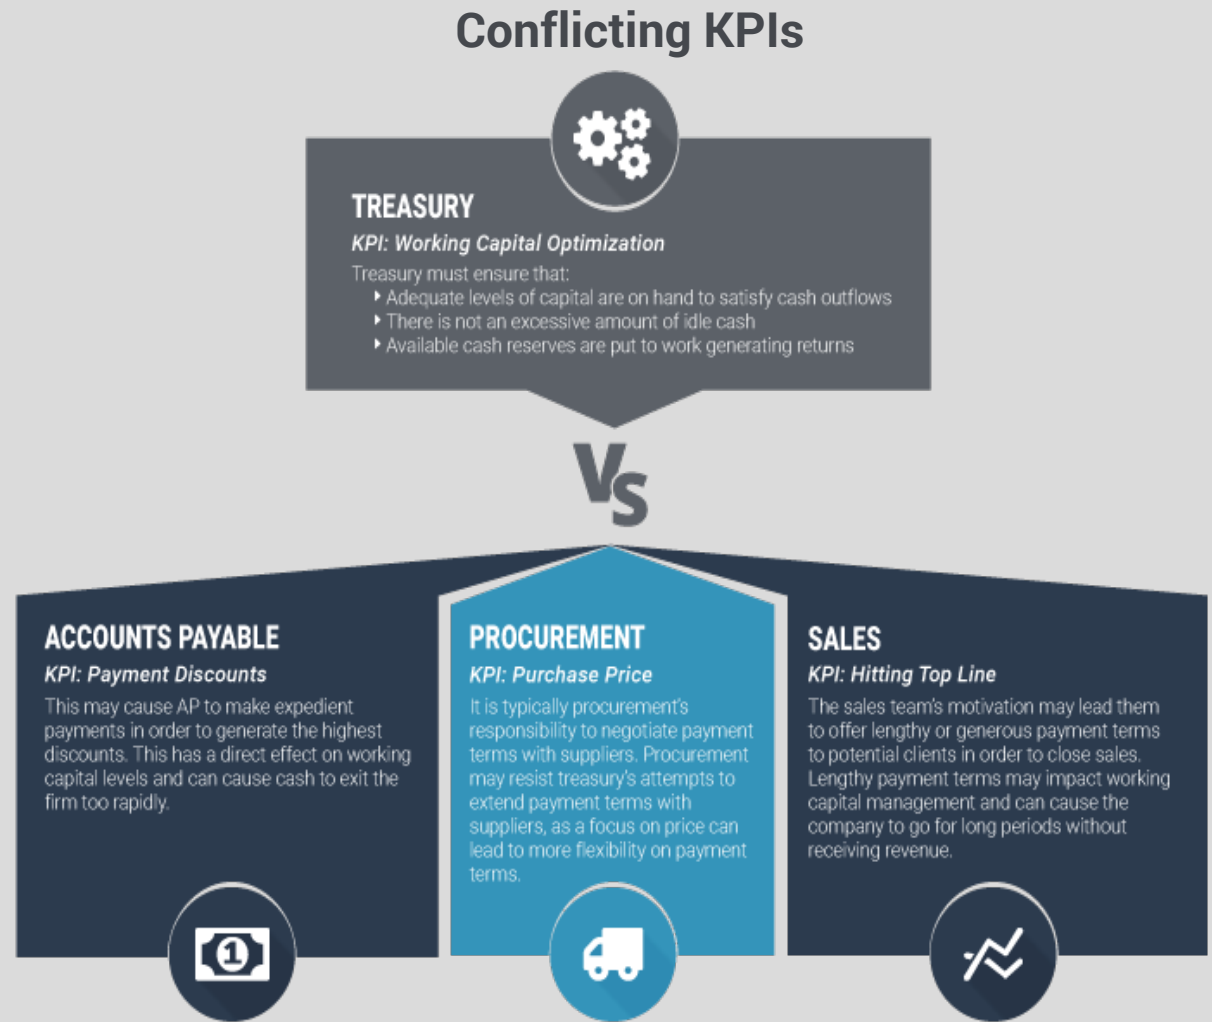 Conflicting KPIs
TREASURY
KPI: Working Capital Optimization
Treasury must ensure that:
Adequate levels of capital are on hand to satisfy cash outflows
There is not an excessive amount of idle cash
Available cash reserves are put to work generating returns
Vs
ACCOUNTS PAYABLE
KPI: Payment Discounts
This may cause AP to make expedient
payments in order to generate the highest
discounts. This has a direct effect on working
capital levels and can cause cash to exit the
firm too rapidly.
1
PROCUREMENT
KPI: Purchase Price
It is typically procurement's
responsibility to negotiate payment
terms with suppliers. Procurement
may resist treasury's attempts to
extend payment terms with
suppliers, as a focus on price can
lead to more flexibility on payment
terms.
SALES
KPI: Hitting Top Line
The sales team's motivation may lead them
to offer lengthy or generous payment terms
to potential clients in order to close sales.
Lengthy payment terms may impact working
capital management and can cause the
company to go for long periods without
receiving revenue.